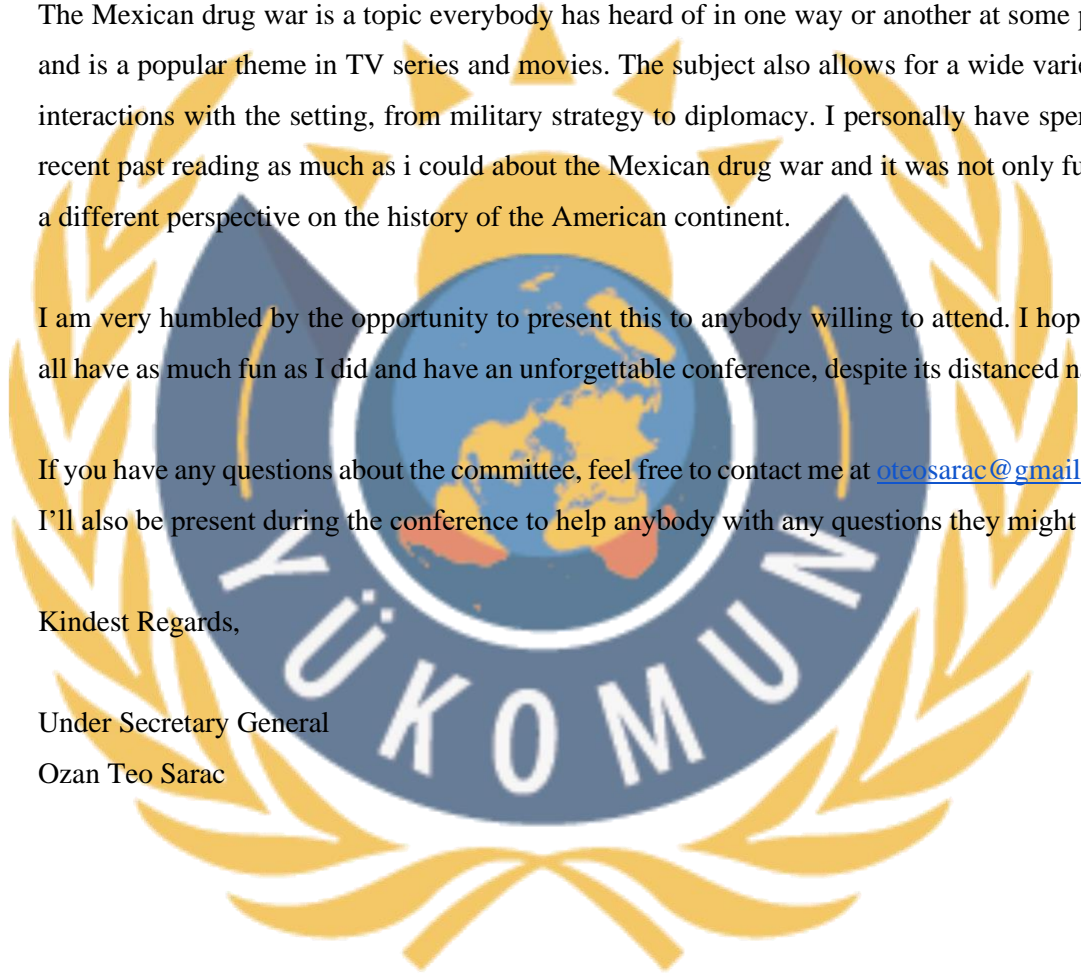 The Mexican drug war is a topic everybody has heard of in one way or another at some
and is a popular theme in TV series and movies. The subject also allows for a wide
interactions with the setting, from military strategy to diplomacy. I personally have
recent past reading as much as i could about the Mexican drug war and it was not only
a different perspective on the history of the American continent.
I am very humbled by the opportunity to present this to anybody willing to attend. I
all have as much fun as I did and have an unforgettable conference, despite its distanced
If you have any questions about the committee, feel free to contact me at oteosarac@gmail
I'll also be present during the conference to help anybody with any questions they might
Kindest Regards,
Under Secretary General
Ozan Teo Sarac
YÜKOMUN